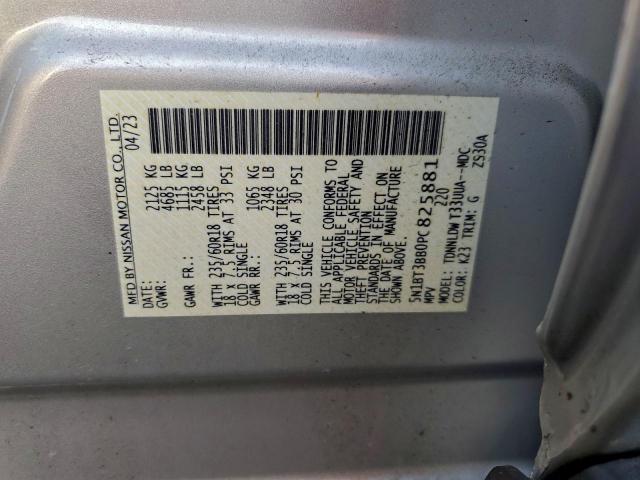 MFD BY NISSAN MOTOR CO., LTD.
DATE: 04/23
GVWR: 2125 KG
4685 LB
GAWR FR: 1115 KG
2458 LB
WITH 235/60R18 TIRES
18 x 7.5 RIMS AT 33 PSI
COLD SINGLE
GAWR RR: 1065 KG
2348 LB
WITH 235/60R18 TIRES
18 x 7.5 RIMS AT 30 PSI
COLD SINGLE
THIS VEHICLE CONFORMS TO
ALL APPLICABLE FEDERAL
MOTOR VEHICLE SAFETY AND
THEFT PREVENTION
STANDARDS IN EFFECT ON
DATE OF MANUFACTURE
SHOWN ABOVE.
5N1BT3BB0PC825881
MPV 220
MODEL: TDNNLDW T33UUA--MDC
COLOR: K23 TRIM: G ZS30A